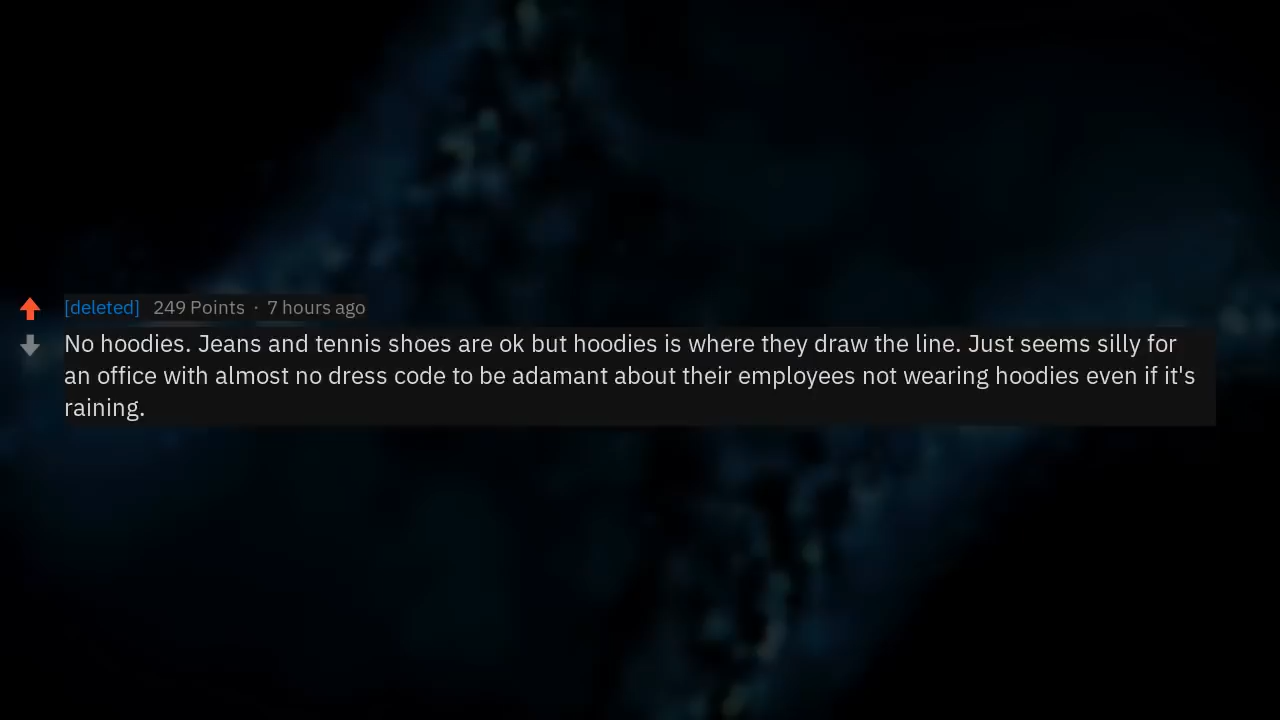 [deleted] 249 Points · 7 hours ago
No hoodies. Jeans and tennis shoes are ok but hoodies is where they draw the line. Just seems silly for
an office with almost no dress code to be adamant about their employees not wearing hoodies even if it's
raining.